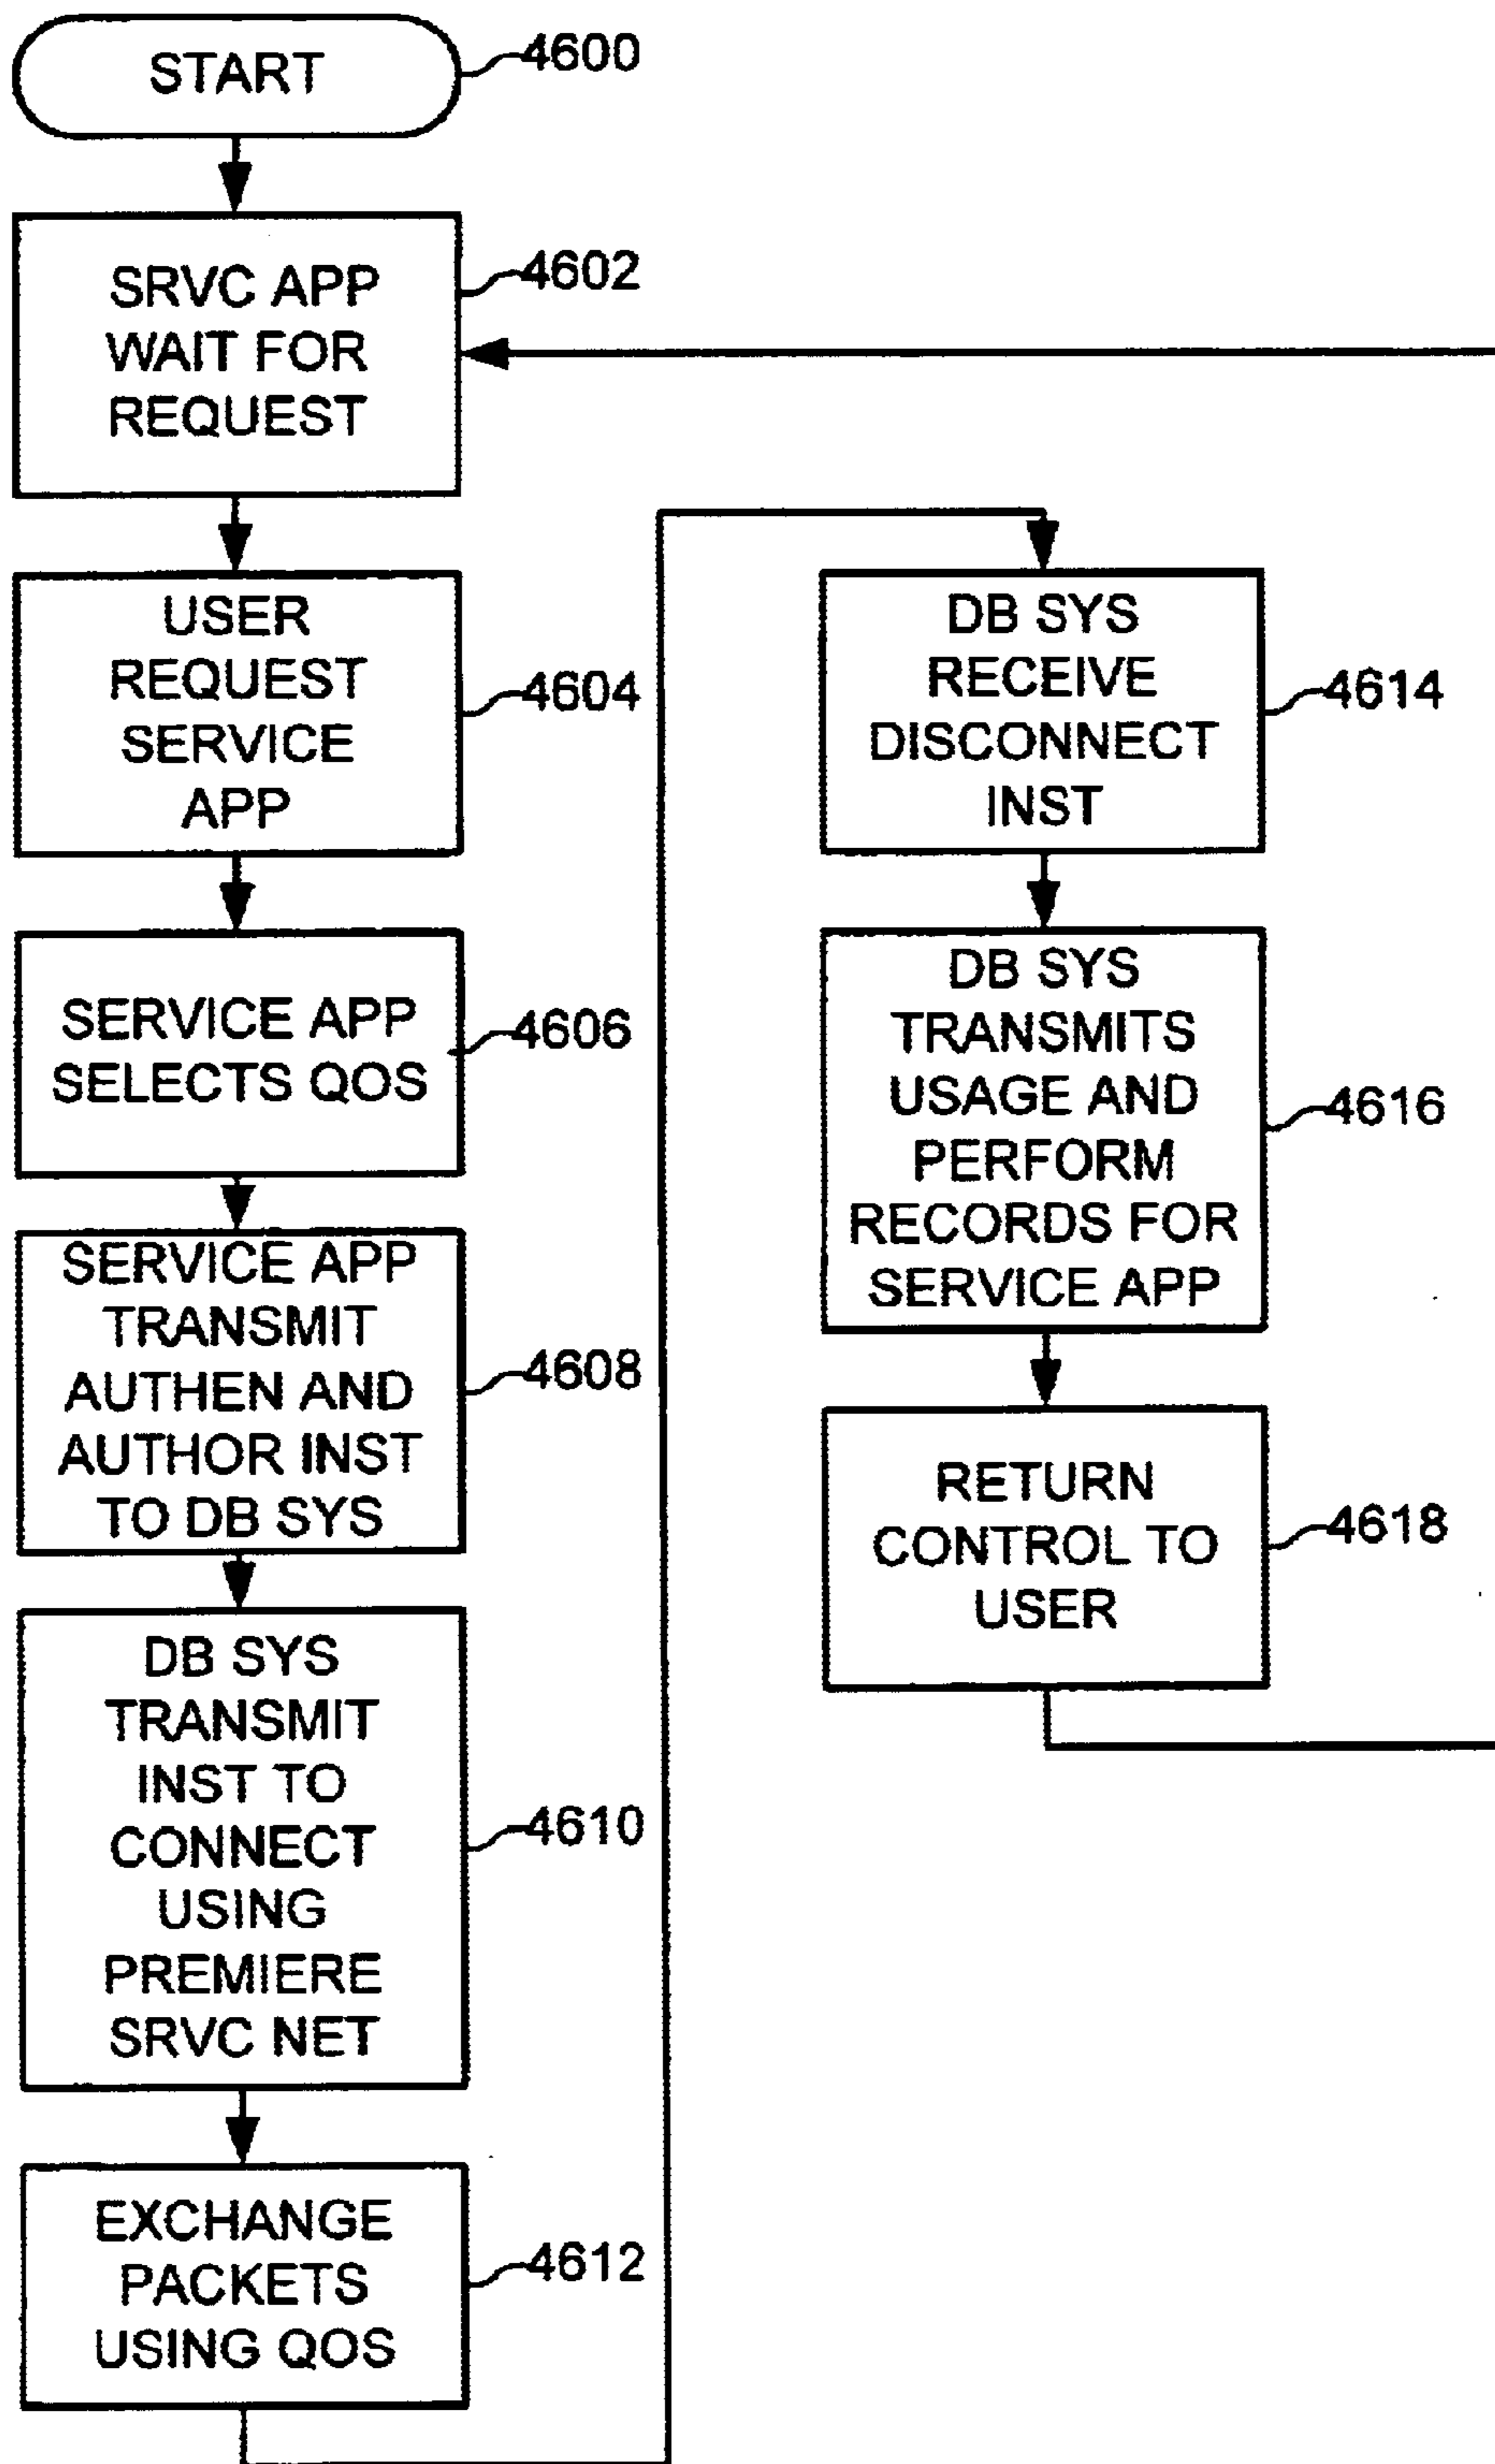 START
4600
SRVC APP
WAIT FOR
REQUEST
4602
USER
REQUEST
SERVICE
APP
4604
SERVICE APP
SELECTS QOS
4606
SERVICE APP
TRANSMIT
AUTHEN AND
AUTHOR INST
TO DB SYS
4608
DB SYS
TRANSMIT
INST TO
CONNECT
USING
PREMIERE
SRVC NET
4610
EXCHANGE
PACKETS
USING QOS
4612
DB SYS
RECEIVE
DISCONNECT
INST
4614
DB SYS
TRANSMITS
USAGE AND
PERFORM
RECORDS FOR
SERVICE APP
4616
RETURN
CONTROL TO
USER
4618